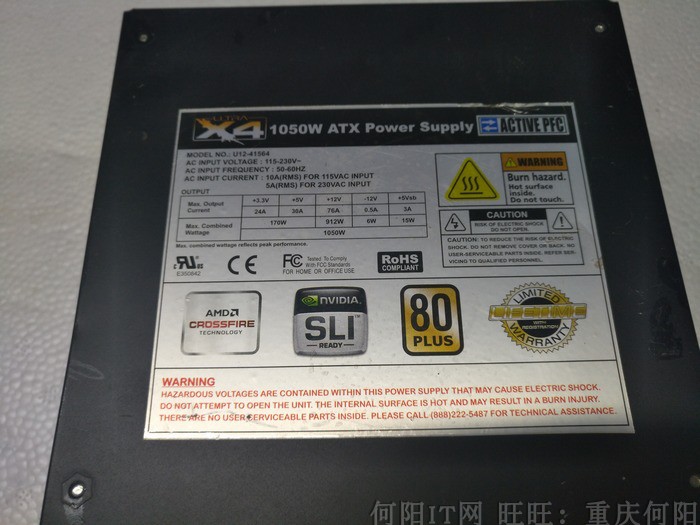 ULTRA
X4 1050W ATX Power Supply ACTIVE PFC
MODEL NO.: U12-41564
AC INPUT VOLTAGE : 115-230V~
AC INPUT FREQUENCY : 50-60HZ
AC INPUT CURRENT : 10A(RMS) FOR 115VAC INPUT
5A(RMS) FOR 230VAC INPUT
OUTPUT
+3.3V +5V +12V -12V +5Vsb
Max. Output Current 24A 30A 76A 0.5A 3A
Max. Combined Wattage 170W 912W 6W 15W
1050W
Max. combined wattage reflects peak performance.
WARNING
Burn hazard.
Hot surface
inside.
Do not touch.
CAUTION
RISK OF ELECTRIC SHOCK
DO NOT OPEN.
CAUTION: TO REDUCE THE RISK OF ELECTRIC
SHOCK. DO NOT REMOVE COVER OR BACK. NO
USER-SERVICEABLE PARTS INSIDE. REFER SER-
VICING TO QUALIFIED PERSONNEL.
c RU us
E350842
CE
FC Tested To Comply
With FCC Standards
FOR HOME OR OFFICE USE
RoHS
COMPLIANT
AMD
CROSSFIRE
TECHNOLOGY
NVIDIA.
SLI™
READY
80
PLUS
LIMITED
LIFETIME
WITH
REGISTRATION
WARRANTY
WARNING
HAZARDOUS VOLTAGES ARE CONTAINED WITHIN THIS POWER SUPPLY THAT MAY CAUSE ELECTRIC SHOCK.
DO NOT ATTEMPT TO OPEN THE UNIT. THE INTERNAL SURFACE IS HOT AND MAY RESULT IN A BURN INJURY.
THERE ARE NO USER-SERVICEABLE PARTS INSIDE. PLEASE CALL (888)222-5487 FOR TECHNICAL ASSISTANCE.
何阳IT网 旺旺：重庆何阳